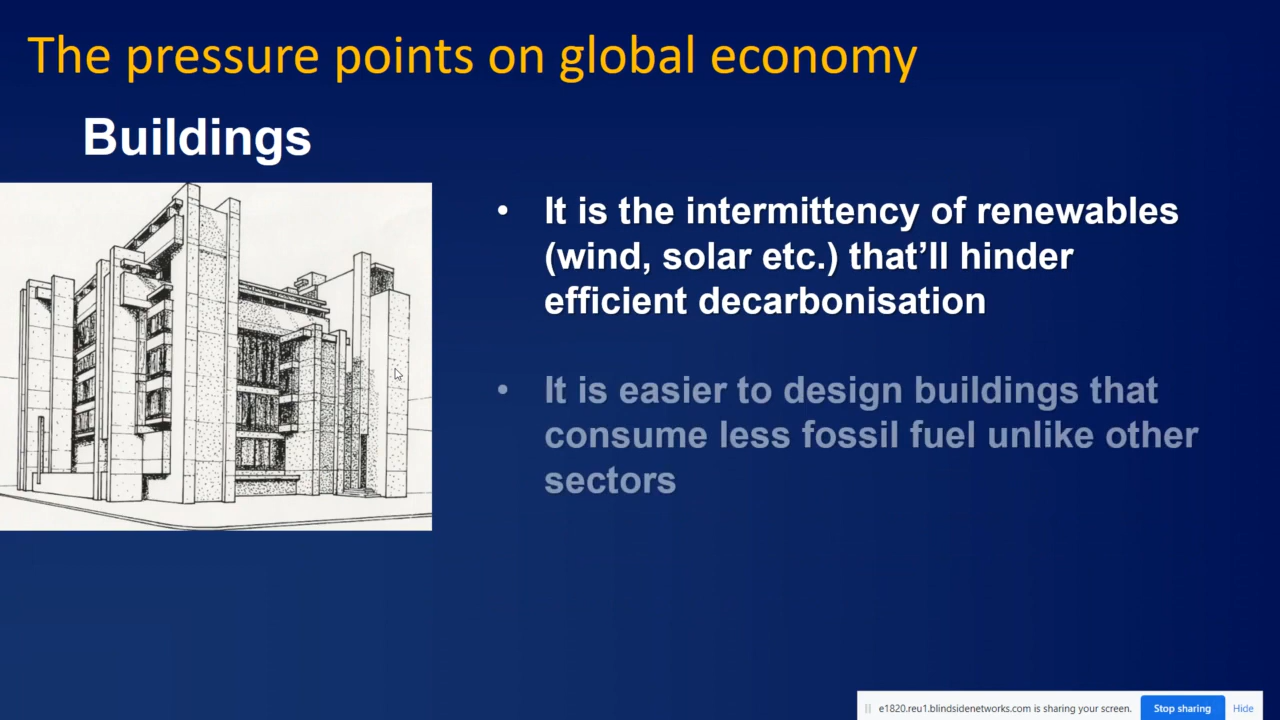 The pressure points on global economy
Buildings
• It is the intermittency of renewables
(wind, solar etc.) that’ll hinder
efficient decarbonisation
• It is easier to design buildings that
consume less fossil fuel unlike other
sectors
e1820.reu1.blindsidenetworks.com is sharing your screen. Stop sharing Hide